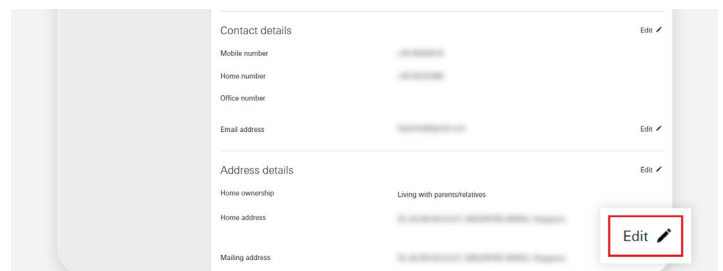 Contact details Edit
Mobile number
Home number
Office number
Email address Edit
Address details Edit
Home ownership Living with parents/relatives
Home address
Edit
Mailing address